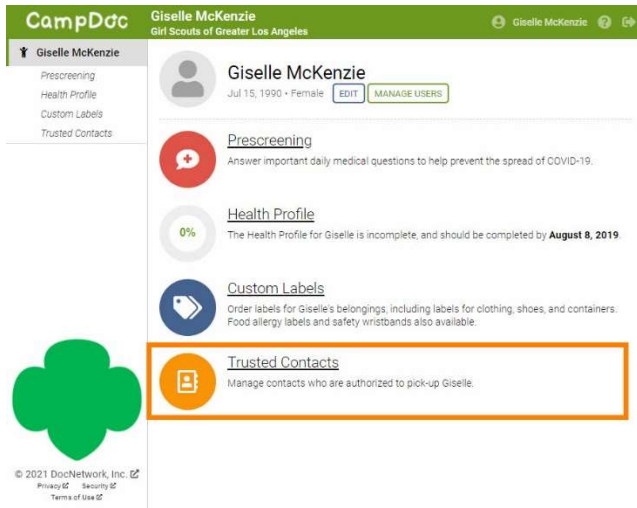 CampDoc
Giselle McKenzie
Girl Scouts of Greater Los Angeles
Giselle McKenzie
Giselle McKenzie
Prescreening
Health Profile
Custom Labels
Trusted Contacts
Giselle McKenzie
Jul 15, 1990 • Female EDIT MANAGE USERS
Prescreening
Answer important daily medical questions to help prevent the spread of COVID-19.
0%
Health Profile
The Health Profile for Giselle is incomplete, and should be completed by August 8, 2019.
Custom Labels
Order labels for Giselle's belongings, including labels for clothing, shoes, and containers.
Food allergy labels and safety wristbands also available.
Trusted Contacts
Manage contacts who are authorized to pick-up Giselle.
© 2021 DocNetwork, Inc.
Privacy Security
Terms of Use